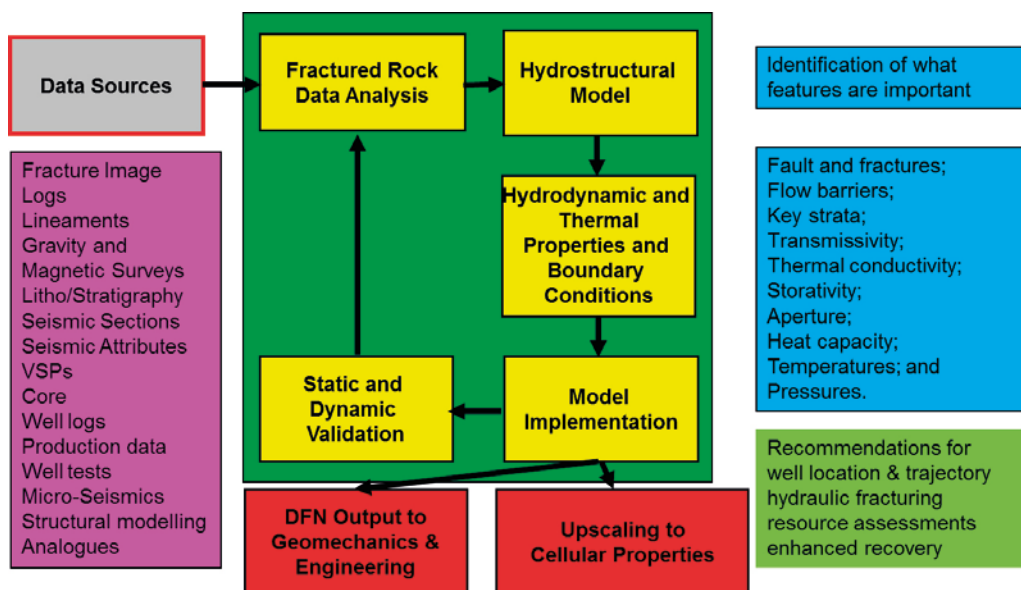 Data Sources
Fracture Image
Logs
Lineaments
Gravity and
Magnetic Surveys
Litho/Stratigraphy
Seismic Sections
Seismic Attributes
VSPs
Core
Well logs
Production data
Well tests
Micro-Seismics
Structural modelling
Analogues
Fractured Rock
Data Analysis
Hydrostructural
Model
Hydrodynamic and
Thermal
Properties and
Boundary
Conditions
Model
Implementation
Static and
Dynamic
Validation
DFN Output to
Geomechanics &
Engineering
Upscaling to
Cellular Properties
Identification of what
features are important
Fault and fractures;
Flow barriers;
Key strata;
Transmissivity;
Thermal conductivity;
Storativity;
Aperture;
Heat capacity;
Temperatures; and
Pressures.
Recommendations for
well location & trajectory
hydraulic fracturing
resource assessments
enhanced recovery